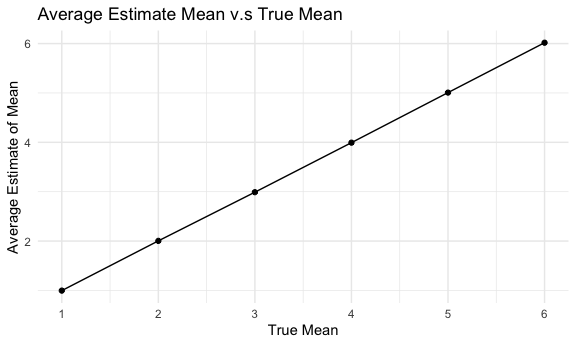 Average Estimate Mean v.s True Mean
6
4
2
Average Estimate of Mean
1 2 3 4 5 6
True Mean